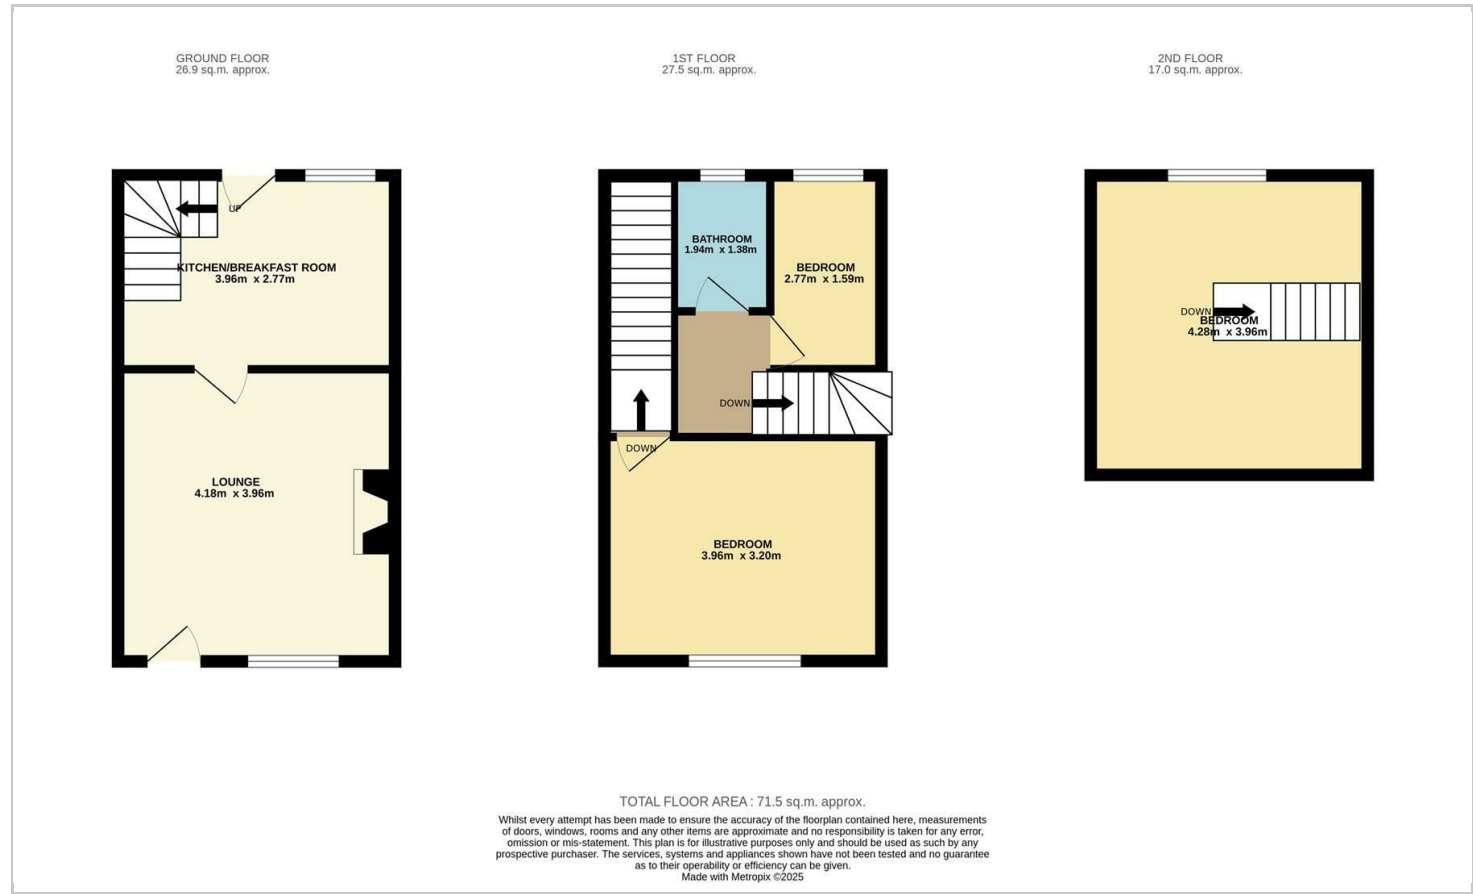 GROUND FLOOR
26.9 sq.m. approx.
1ST FLOOR
27.5 sq.m. approx.
2ND FLOOR
17.0 sq.m. approx.
UP
KITCHEN/BREAKFAST ROOM
3.96m x 2.77m
LOUNGE
4.18m x 3.96m
BATHROOM
1.94m x 1.38m
BEDROOM
2.77m x 1.59m
DOWN
DOWN
BEDROOM
3.96m x 3.20m
DOWN
BEDROOM
4.28m x 3.96m
TOTAL FLOOR AREA : 71.5 sq.m. approx.
Whilst every attempt has been made to ensure the accuracy of the floorplan contained here, measurements
of doors, windows, rooms and any other items are approximate and no responsibility is taken for any error,
omission or mis-statement. This plan is for illustrative purposes only and should be used as such by any
prospective purchaser. The services, systems and appliances shown have not been tested and no guarantee
as to their operability or efficiency can be given.
Made with Metropix ©2025